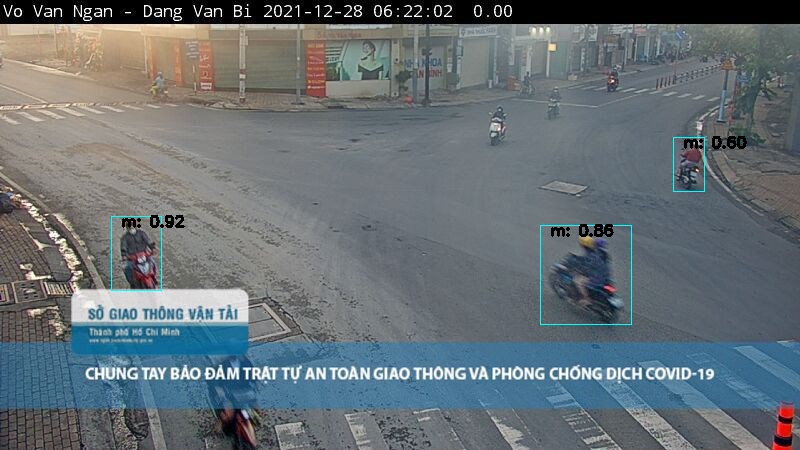 Vo Van Ngan - Dang Van Bi 2021-12-28 06:22:02 0.00
m: 0.60
m: 0.92
m: 0.86
SỞ GIAO THÔNG VẬN TẢI
Thành phố Hồ Chí Minh
CHUNG TAY BẢO ĐẢM TRẬT TỰ AN TOÀN GIAO THÔNG VÀ PHÒNG CHỐNG DỊCH COVID-19